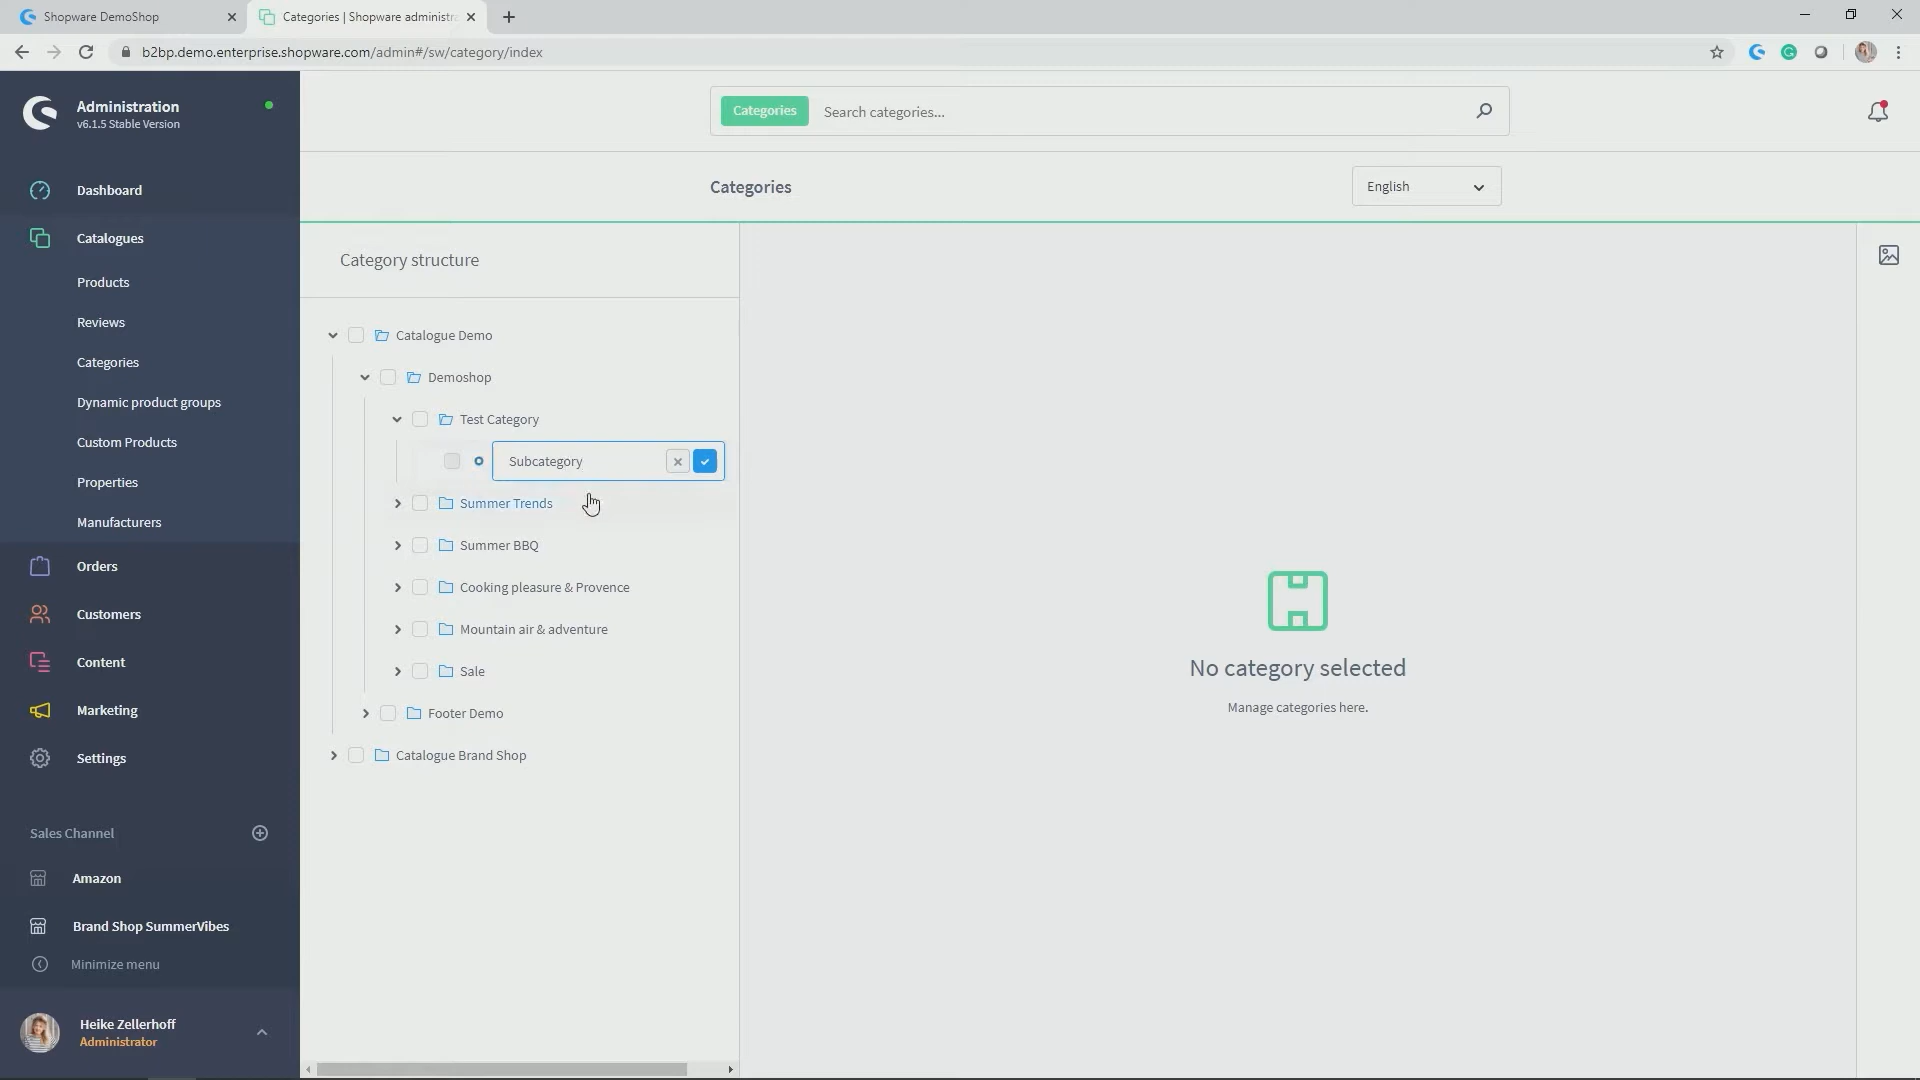 Shopware DemoShop
Categories | Shopware administra
b2bp.demo.enterprise.shopware.com/admin#/sw/category/index
Administration
v6.1.5 Stable Version
Categories
Search categories...
Dashboard
Categories
English
Catalogues
Products
Reviews
Categories
Dynamic product groups
Custom Products
Properties
Manufacturers
Orders
Customers
Content
Marketing
Settings
Sales Channel
Amazon
Brand Shop SummerVibes
Minimize menu
Heike Zellerhoff
Administrator
Category structure
Catalogue Demo
Demoshop
Test Category
Subcategory
Summer Trends
Summer BBQ
Cooking pleasure & Provence
Mountain air & adventure
Sale
Footer Demo
Catalogue Brand Shop
No category selected
Manage categories here.